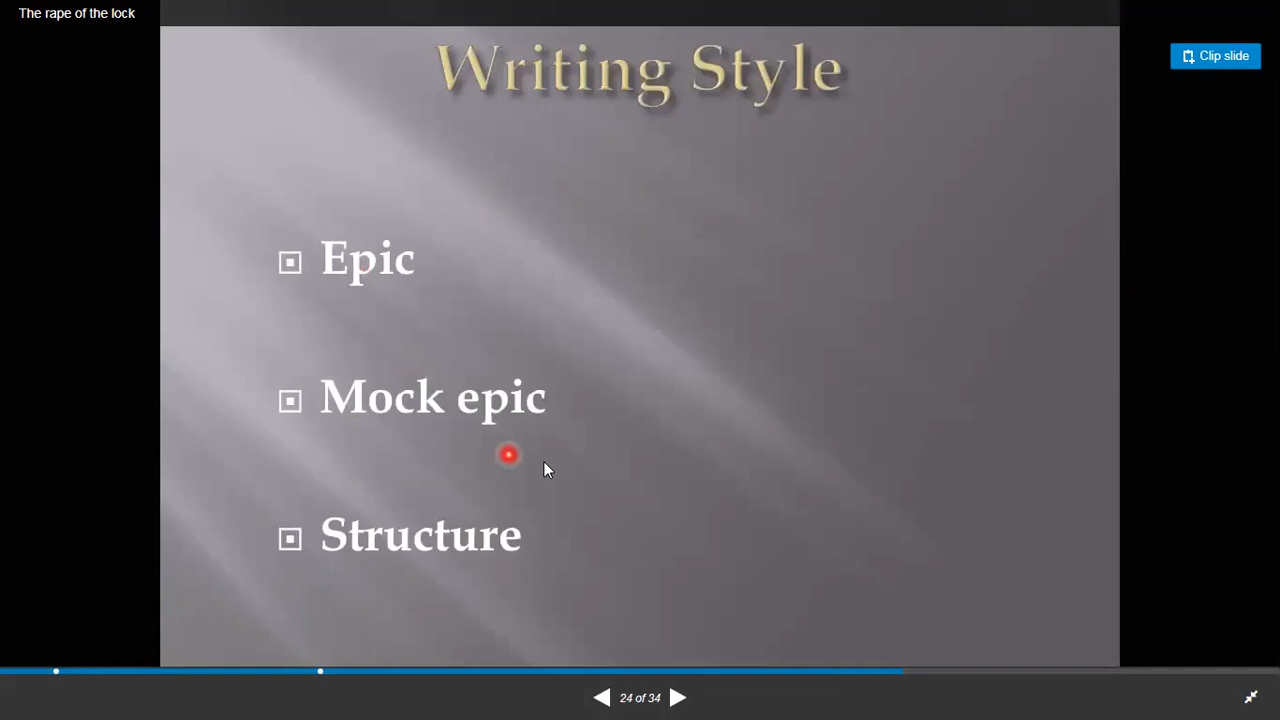 The rape of the lock
Clip slide
Writing Style
Epic
Mock epic
Structure
24 of 34